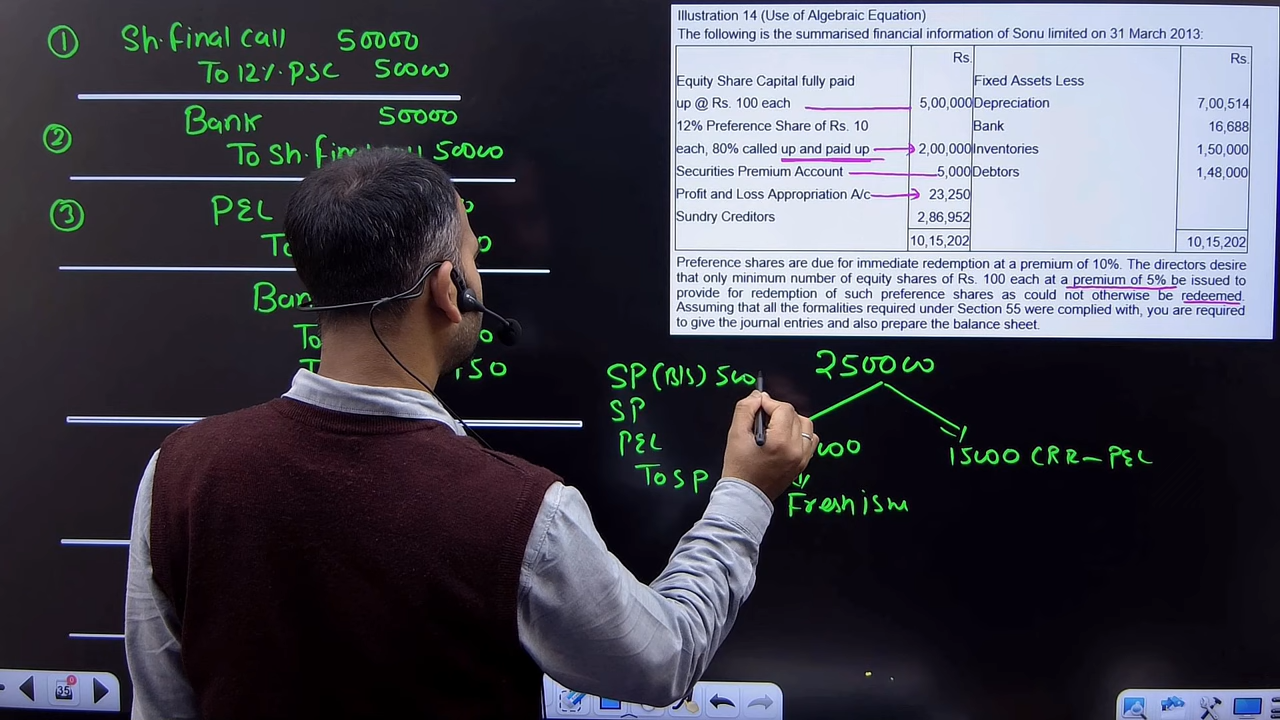 ① Sh. final call 50000
To 12% PSC 50000
② Bank 50000
To Sh. 50000
③ P&L
150
Illustration 14 (Use of Algebraic Equation)
The following is the summarised financial information of Sonu limited on 31 March 2013:
Rs. Rs.
Equity Share Capital fully paid Fixed Assets Less
up @ Rs. 100 each 5,00,000 Depreciation 7,00,514
12% Preference Share of Rs. 10 Bank 16,688
each, 80% called up and paid up 2,00,000 Inventories 1,50,000
Securities Premium Account 5,000 Debtors 1,48,000
Profit and Loss Appropriation A/c 23,250
Sundry Creditors 2,86,952
10,15,202 10,15,202
Preference shares are due for immediate redemption at a premium of 10%. The directors desire
that only minimum number of equity shares of Rs. 100 each at a premium of 5% be issued to
provide for redemption of such preference shares as could not otherwise be redeemed.
Assuming that all the formalities required under Section 55 were complied with, you are required
to give the journal entries and also prepare the balance sheet.
250000
SP (B/S) 500
SP
P&L
To SP
15000 CRR - P&L
Fresh issue
35